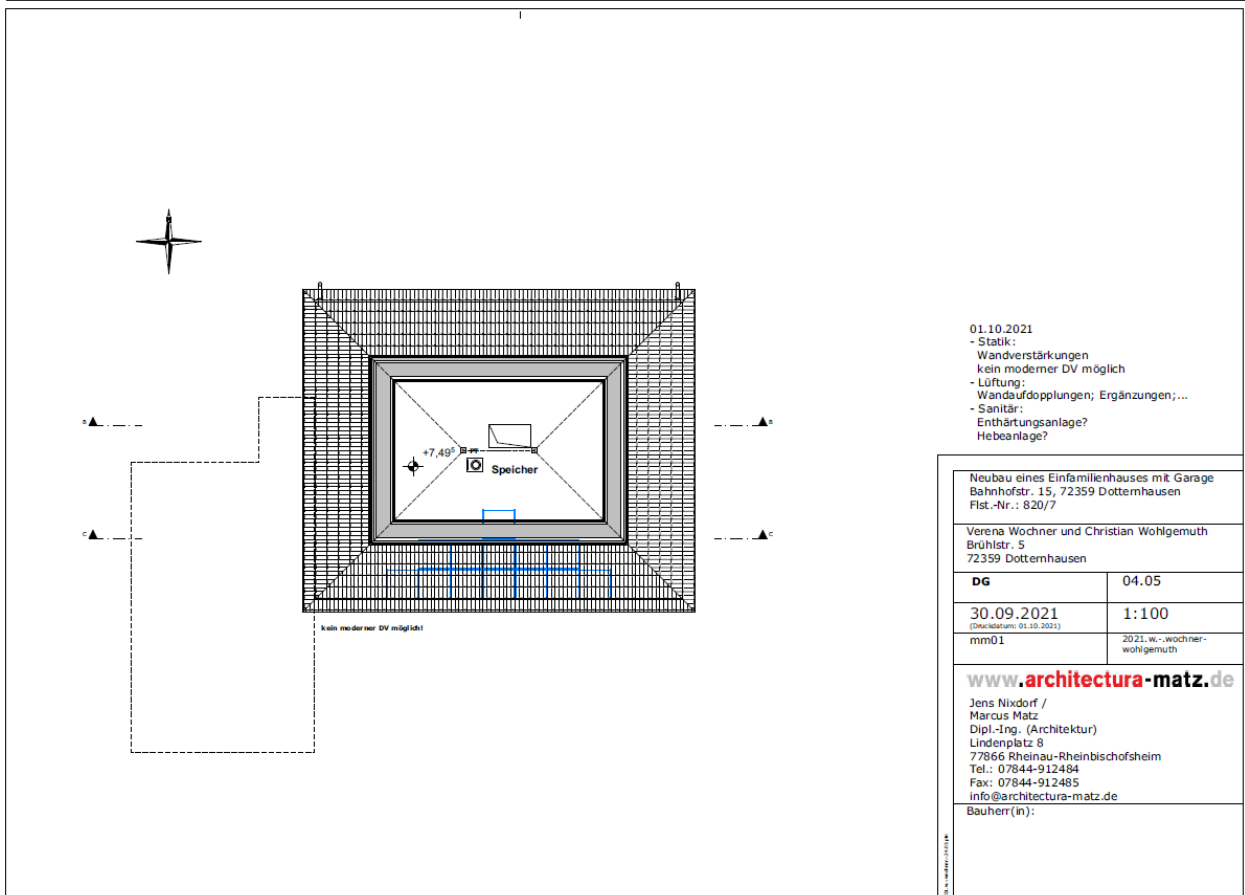 N
01.10.2021
- Statik:
Wandverstärkungen
kein moderner DV möglich
- Lüftung:
Wandaufdopplungen; Ergänzungen;...
- Sanitär:
Enthärtungsanlage?
Hebeanlage?
B
B
+7,49⁵
PT
Speicher
C
C
kein moderner DV möglich!
Neubau eines Einfamilienhauses mit Garage
Bahnhofstr. 15, 72359 Dotternhausen
Flst.-Nr.: 820/7
Verena Wochner und Christian Wohlgemuth
Brühlstr. 5
72359 Dotternhausen
DG 04.05
30.09.2021 1:100
(Druckdatum: 01.10.2021)
mm01 2021.w.-.wochner-
wohlgemuth
www.architectura-matz.de
Jens Nixdorf /
Marcus Matz
Dipl.-Ing. (Architektur)
Lindenplatz 8
77866 Rheinau-Rheinbischofsheim
Tel.: 07844-912484
Fax: 07844-912485
info@architectura-matz.de
Bauherr(in):